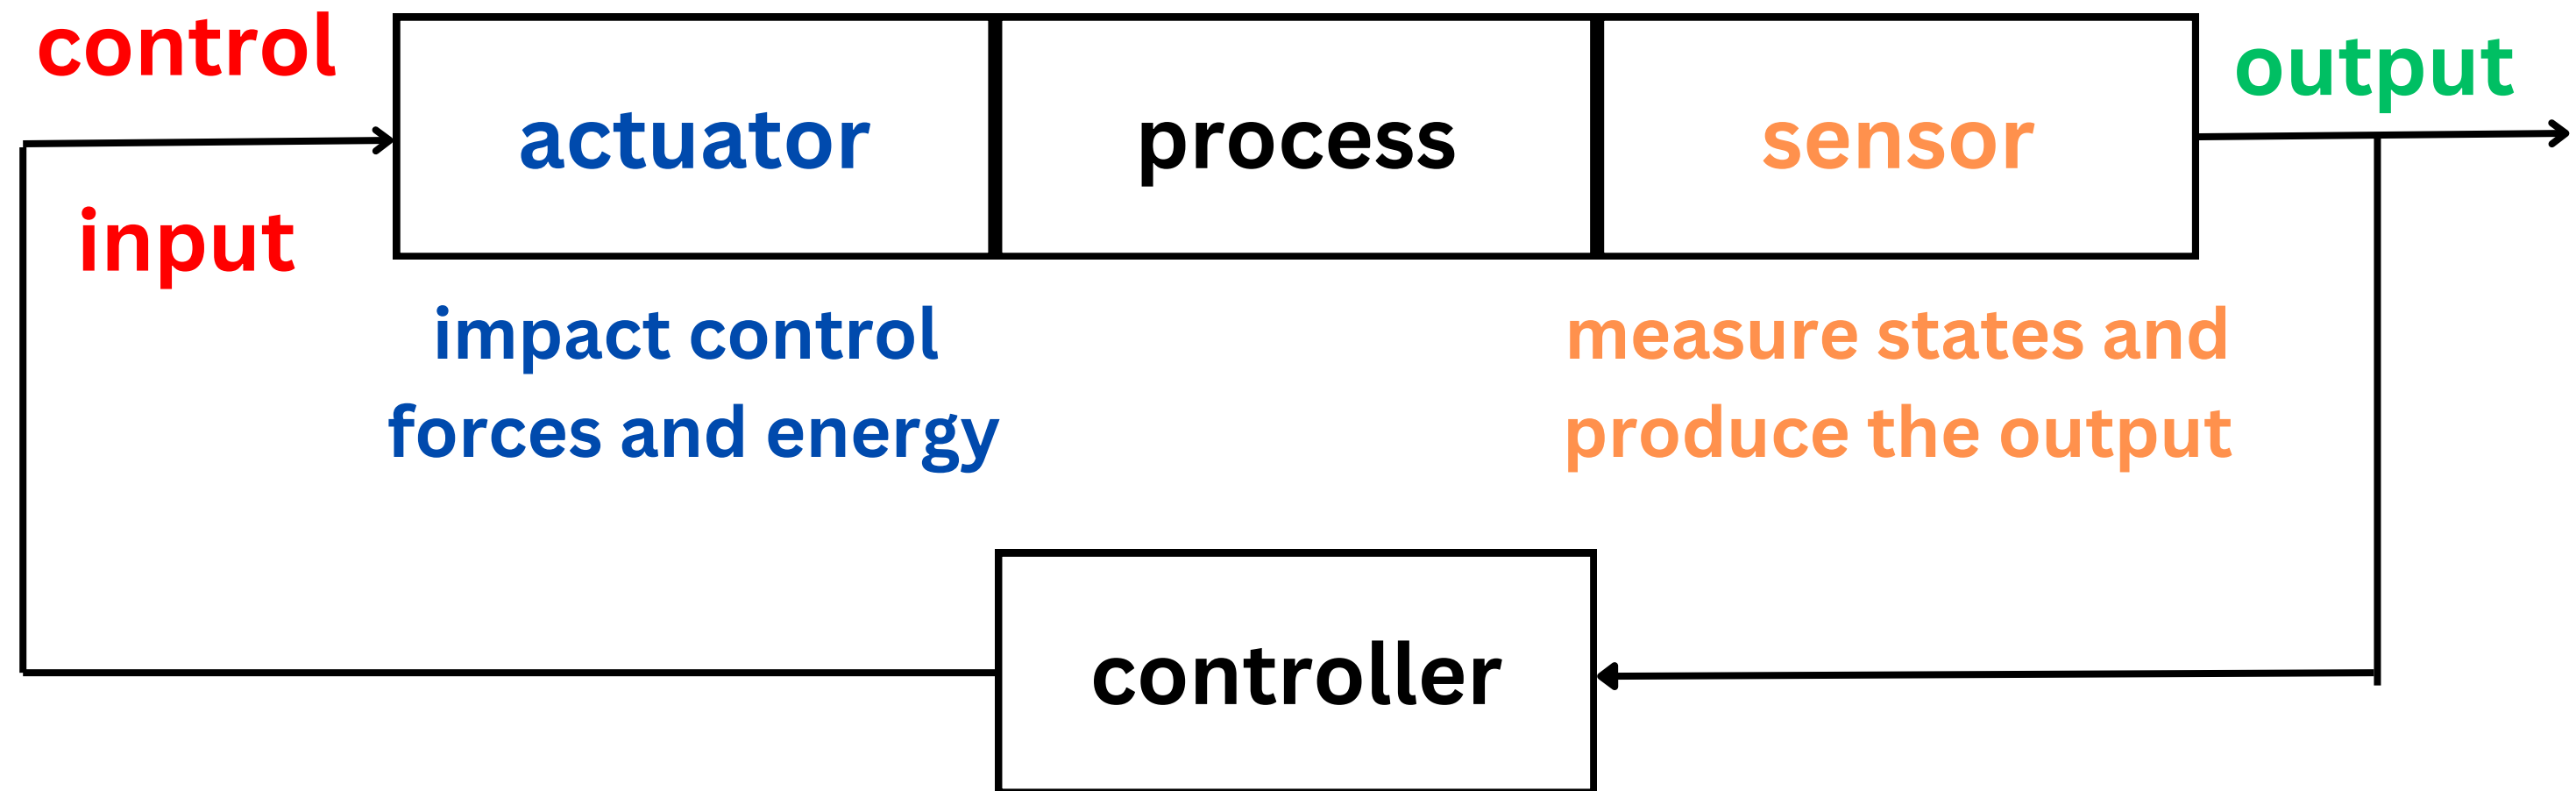 control
input
actuator
process
sensor
output
impact control
forces and energy
measure states and
produce the output
controller